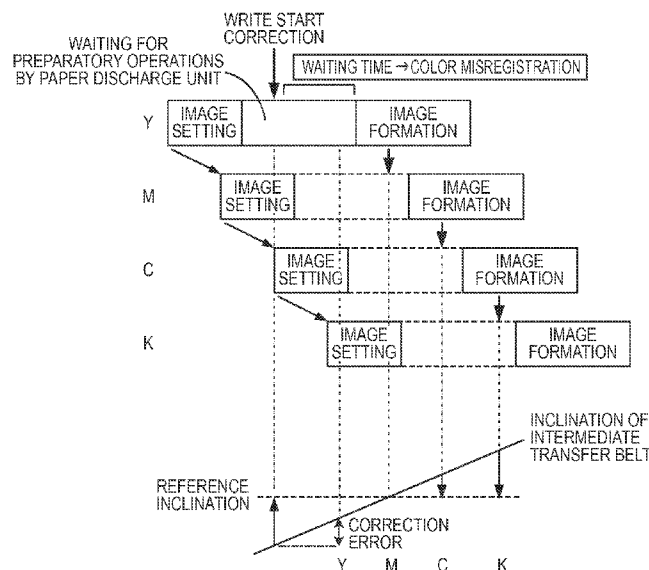 WRITE START
CORRECTION
WAITING FOR
PREPARATORY OPERATIONS
BY PAPER DISCHARGE UNIT
WAITING TIME→COLOR MISREGISTRATION
Y
IMAGE
SETTING
IMAGE
FORMATION
M
IMAGE
SETTING
IMAGE
FORMATION
C
IMAGE
SETTING
IMAGE
FORMATION
K
IMAGE
SETTING
IMAGE
FORMATION
INCLINATION OF
INTERMEDIATE
TRANSFER BELT
REFERENCE
INCLINATION
CORRECTION
ERROR
Y M C K